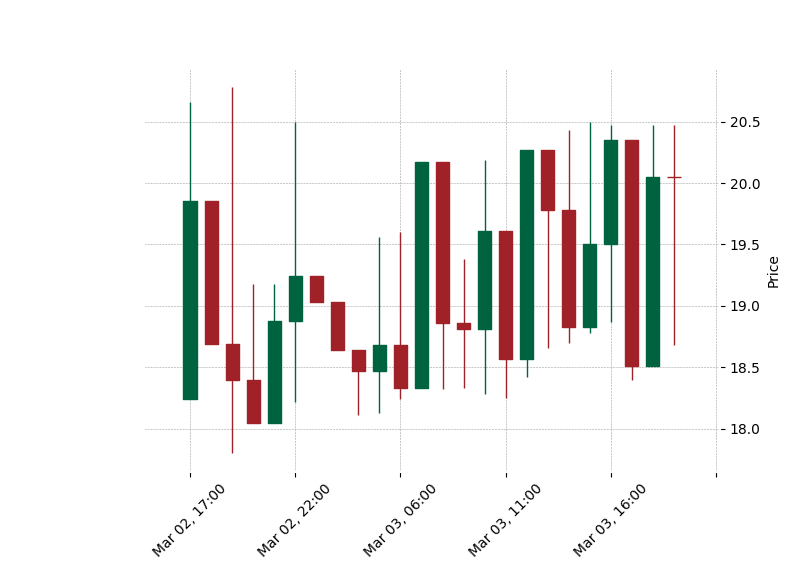 20.5
20.0
19.5
19.0
18.5
18.0
Price
Mar 02, 17:00
Mar 02, 22:00
Mar 03, 06:00
Mar 03, 11:00
Mar 03, 16:00